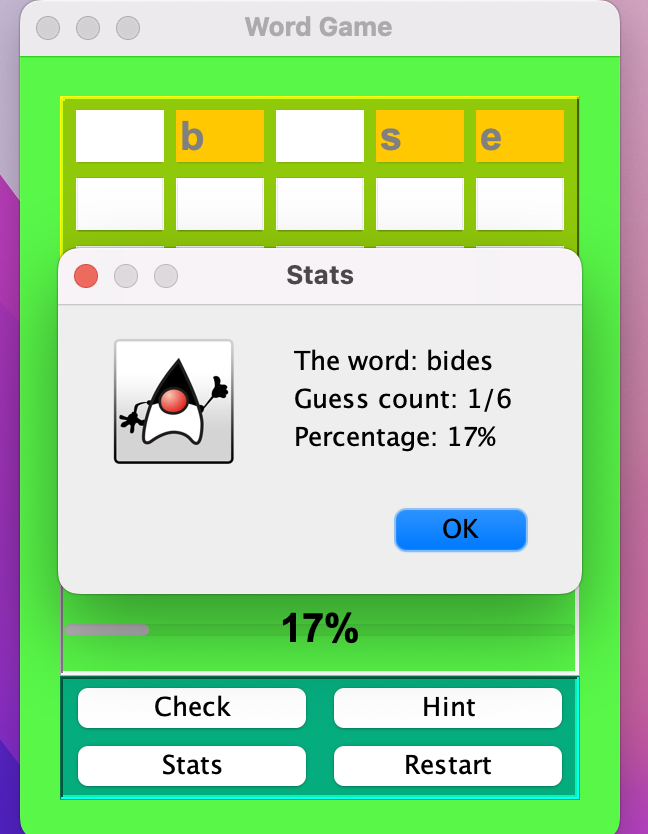 Word Game
b s e
Stats
The word: bides
Guess count: 1/6
Percentage: 17%
OK
17%
Check Hint
Stats Restart